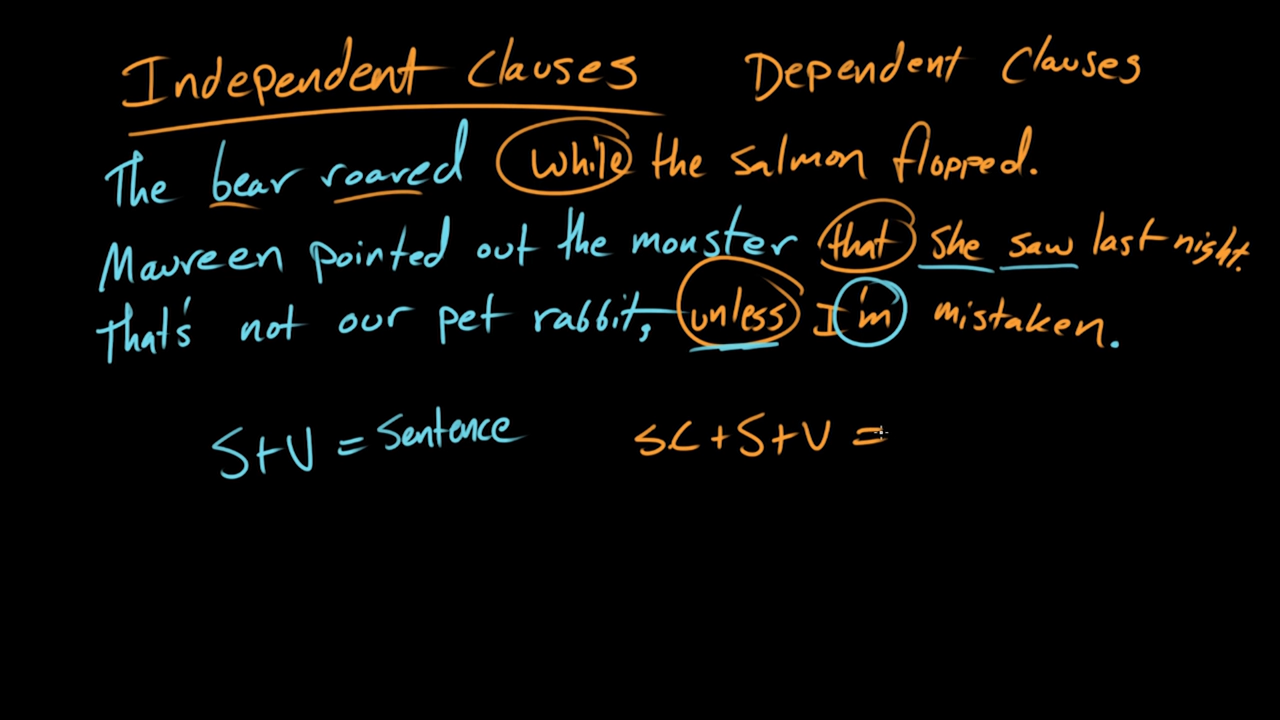 Independent Clauses Dependent Clauses
The bear roared while the salmon flopped.
Maureen pointed out the monster that she saw last night.
That's not our pet rabbit, unless I'm mistaken.
S+V = Sentence SC+S+V =